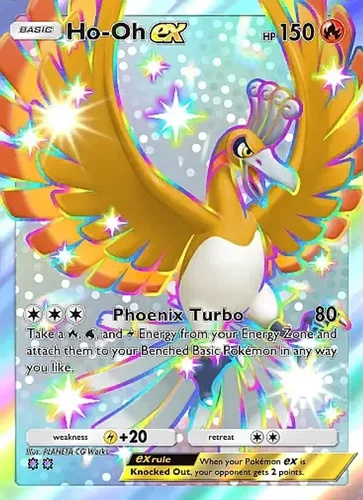 BASIC Ho-Oh ex HP 150
Phoenix Turbo 80
Take a , , and Energy from your Energy Zone and
attach them to your Benched Basic Pokémon in any way
you like.
weakness +20 retreat
Illus. PLANETA CG Works
ex rule When your Pokémon ex is
Knocked Out, your opponent gets 2 points.